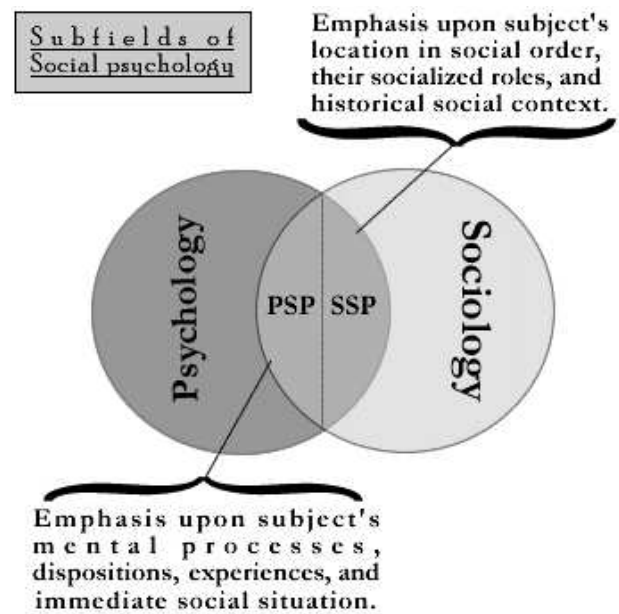 Subfields of
Social psychology
Emphasis upon subject's
location in social order,
their socialized roles, and
historical social context.
Psychology
PSP
SSP
Sociology
Emphasis upon subject's
mental processes,
dispositions, experiences, and
immediate social situation.